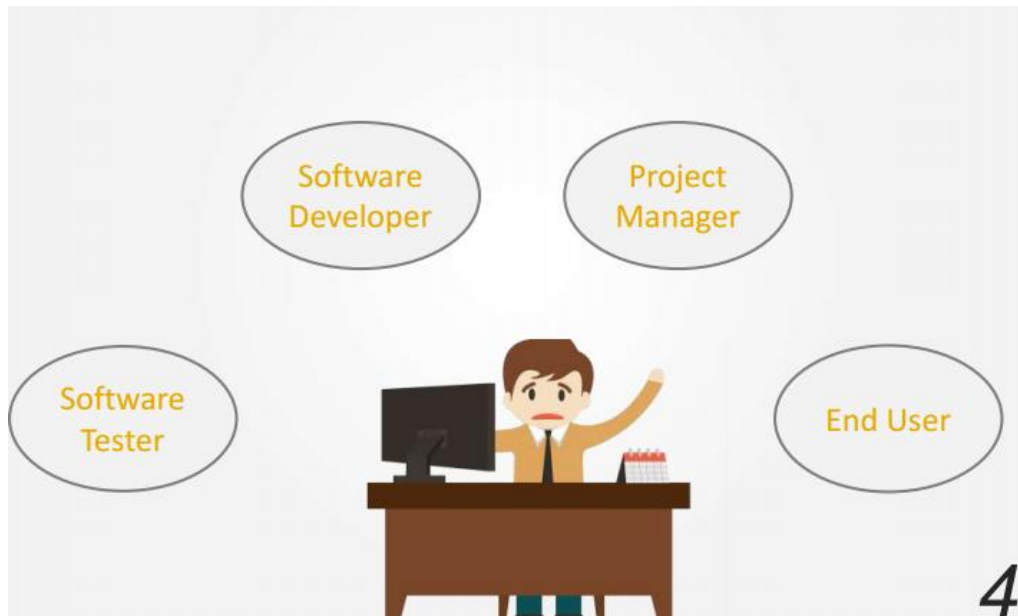 Software
Developer
Project
Manager
Software
Tester
End User
4